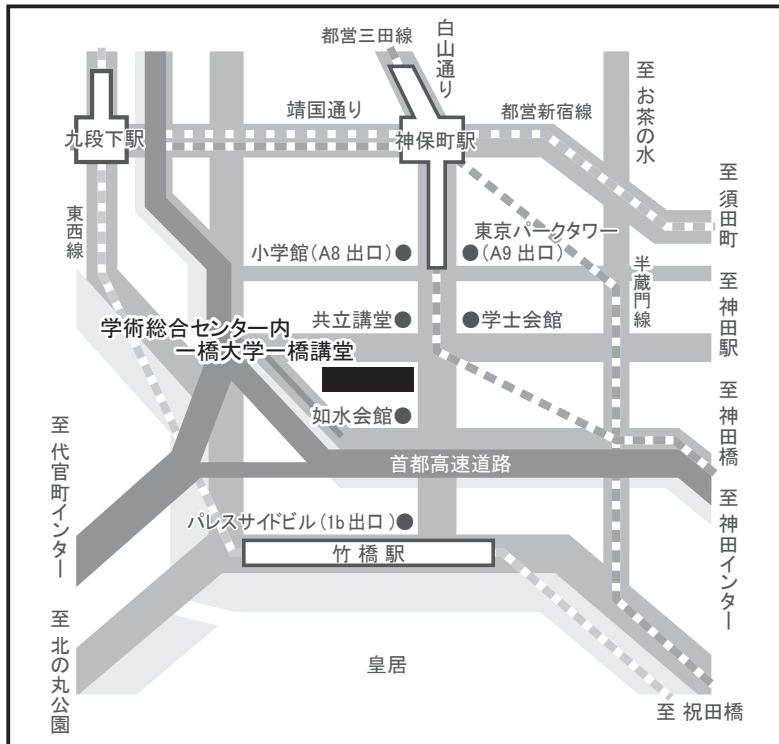 都営三田線
白山通り
至 お茶の水
靖国通り
都営新宿線
九段下駅
神保町駅
至 須田町
東西線
小学館(A8 出口)
東京パークタワー
(A9 出口)
半蔵門線
至 神田駅
共立講堂
学士会館
学術総合センター内
一橋大学一橋講堂
如水会館
至 神田橋
至 代官町インター
首都高速道路
至 神田インター
パレスサイドビル(1b 出口)
竹橋駅
至 北の丸公園
皇居
至 祝田橋